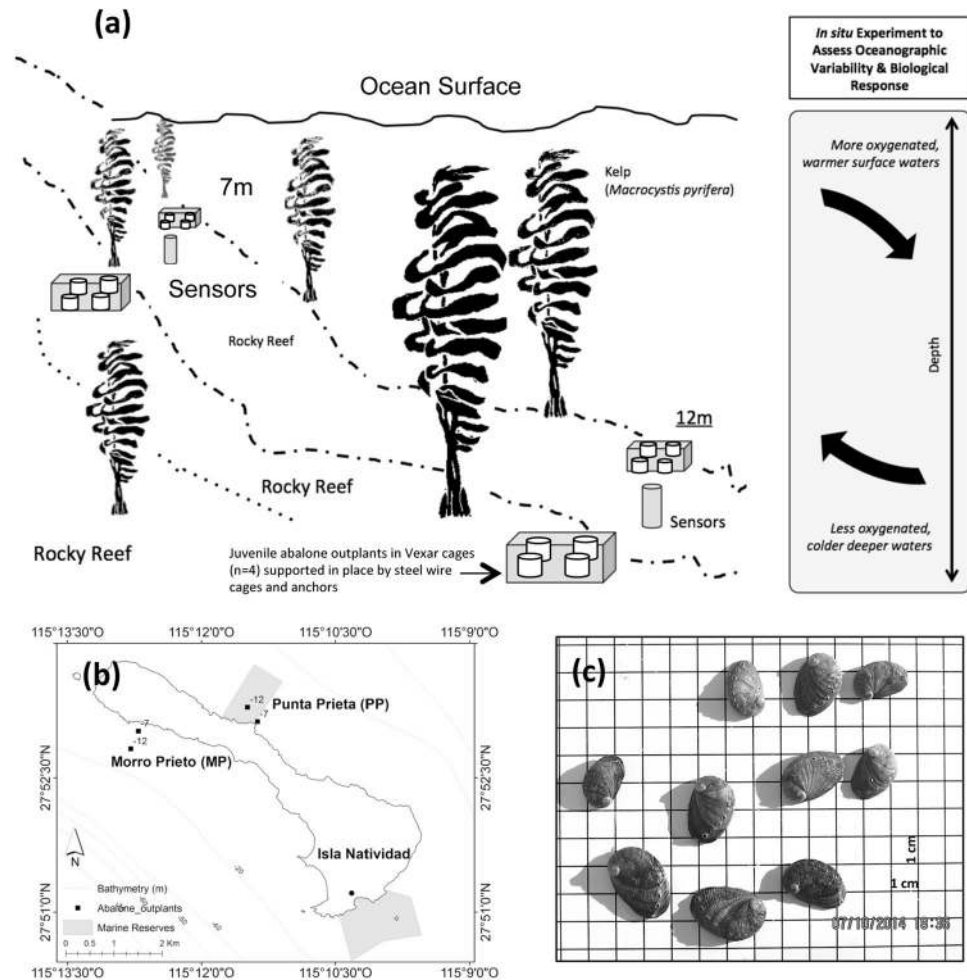 (a)
Ocean Surface
7m
Kelp
(Macrocystis pyrifera)
Sensors
Rocky Reef
12m
Rocky Reef
Sensors
Rocky Reef
Juvenile abalone outplants in Vexar cages
(n=4) supported in place by steel wire
cages and anchors
In situ Experiment to
Assess Oceanographic
Variability & Biological
Response
More oxygenated,
warmer surface waters
Depth
Less oxygenated,
colder deeper waters
(b)
115°13'30"O 115°12'0"O 115°10'30"O 115°9'0"O
-12
Punta Prieta (PP)
-7
-7
-12
Morro Prieto (MP)
27°52'30"N 27°52'30"N
Isla Natividad
N
Bathymetry (m)
Abalone_outplants
Marine Reserves
0 0.5 1 2 Km
27°51'0"N 27°51'0"N
115°13'30"O 115°12'0"O 115°10'30"O 115°9'0"O
(c)
1 cm
1 cm